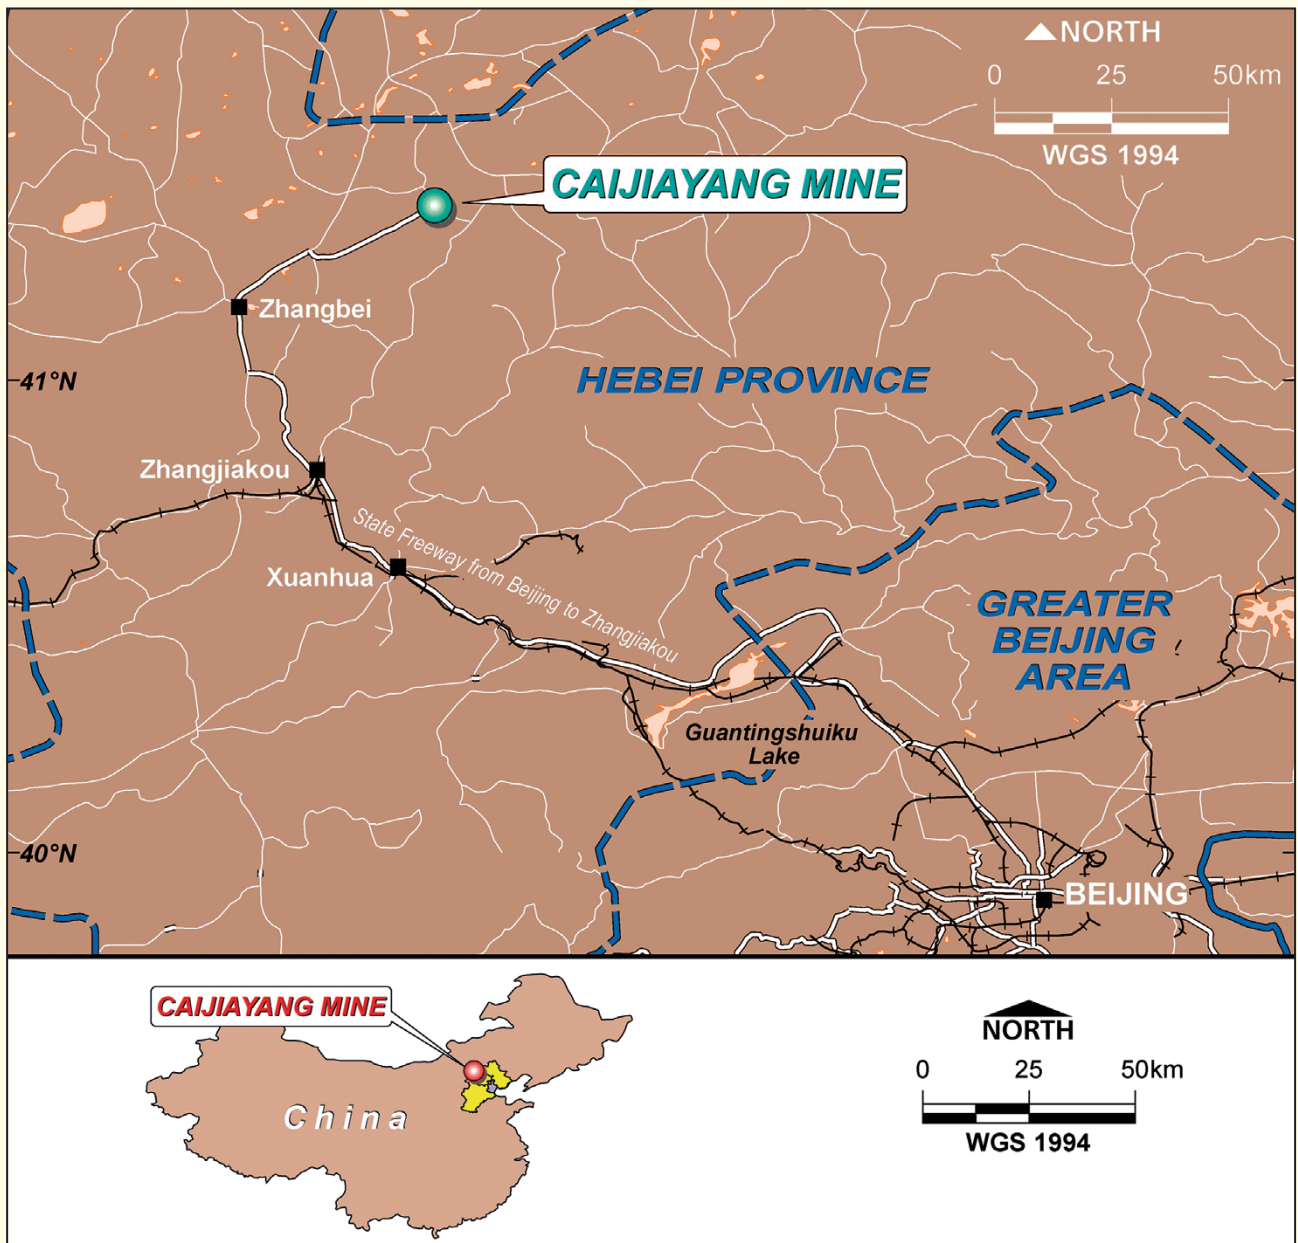 NORTH
0 25 50km
WGS 1994
CAIJIAYANG MINE
Zhangbei
41°N
HEBEI PROVINCE
Zhangjiakou
State Freeway from Beijing to Zhangjiakou
Xuanhua
GREATER
BEIJING
AREA
Guantingshuiku
Lake
40°N
BEIJING
CAIJIAYANG MINE
China
NORTH
0 25 50km
WGS 1994